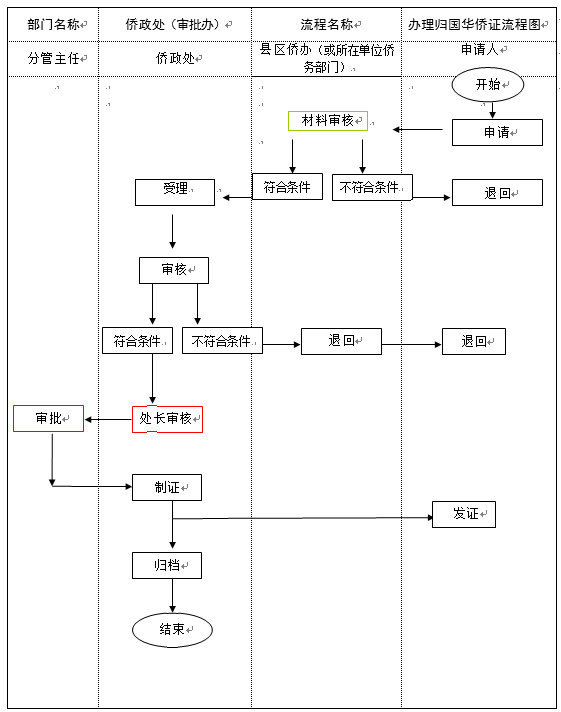 部门名称
侨政处（审批办）
流程名称
办理归国华侨证流程图
分管主任
侨政处
县区侨办（或所在单位侨
务部门）
申请人
开始
材料审核
申请
受理
符合条件
不符合条件
退回
审核
符合条件
不符合条件
退回
退回
审批
处长审核
制证
发证
归档
结束